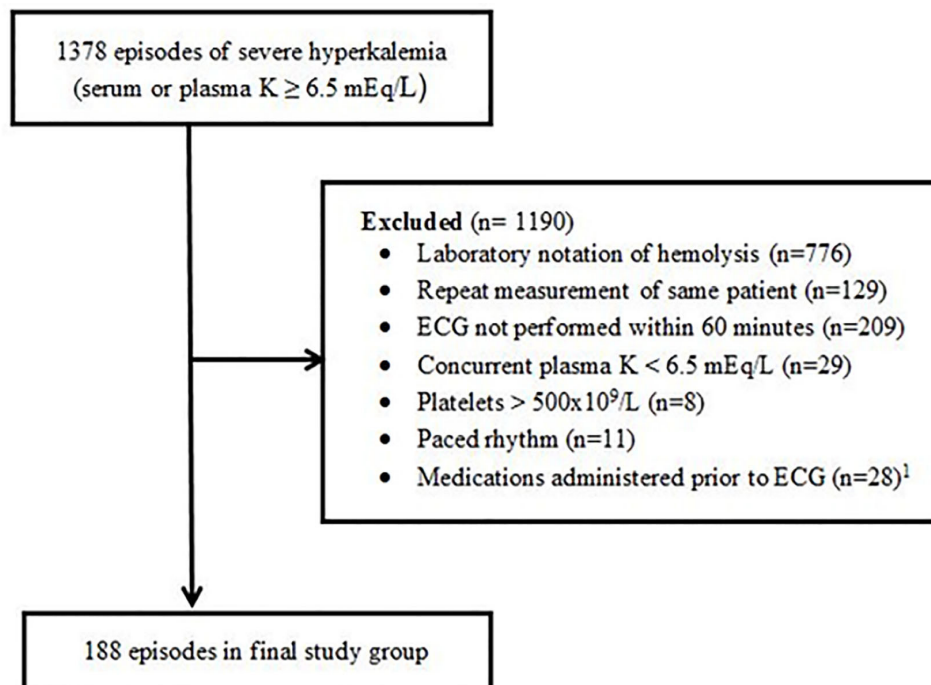 1378 episodes of severe hyperkalemia
(serum or plasma K ≥ 6.5 mEq/L)
Excluded (n= 1190)
• Laboratory notation of hemolysis (n=776)
• Repeat measurement of same patient (n=129)
• ECG not performed within 60 minutes (n=209)
• Concurrent plasma K < 6.5 mEq/L (n=29)
• Platelets > 500x10⁹/L (n=8)
• Paced rhythm (n=11)
• Medications administered prior to ECG (n=28)¹
188 episodes in final study group